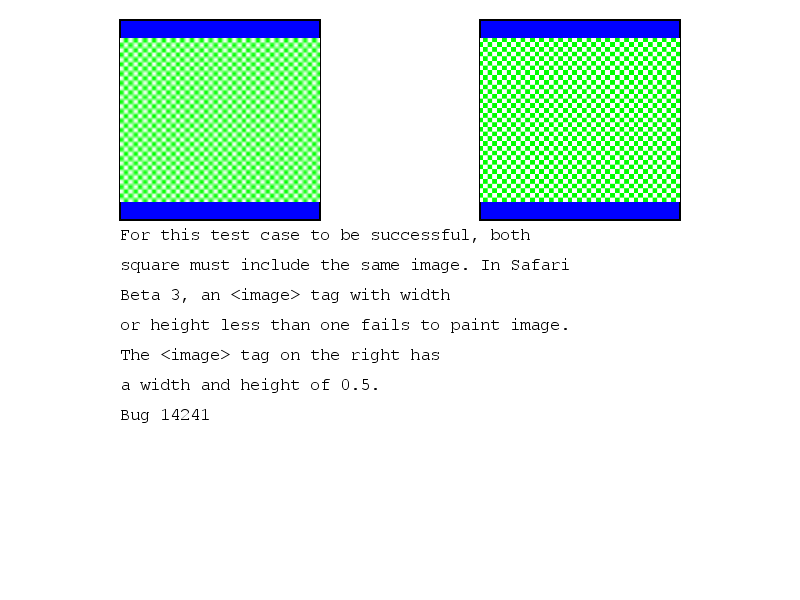 For this test case to be successful, both
square must include the same image. In Safari
Beta 3, an <image> tag with width
or height less than one fails to paint image.
The <image> tag on the right has
a width and height of 0.5.
Bug 14241